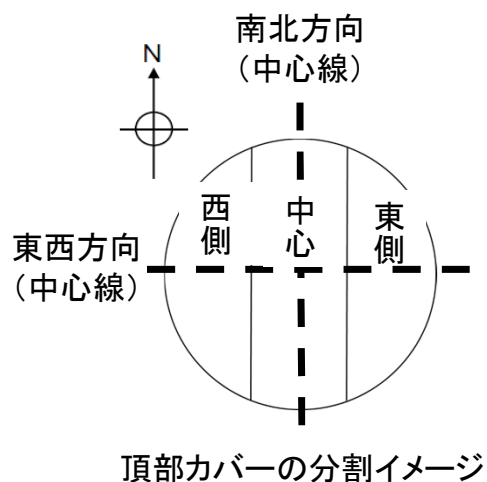 南北方向
（中心線）
N
西側
中心
東側
東西方向
（中心線）
頂部カバーの分割イメージ